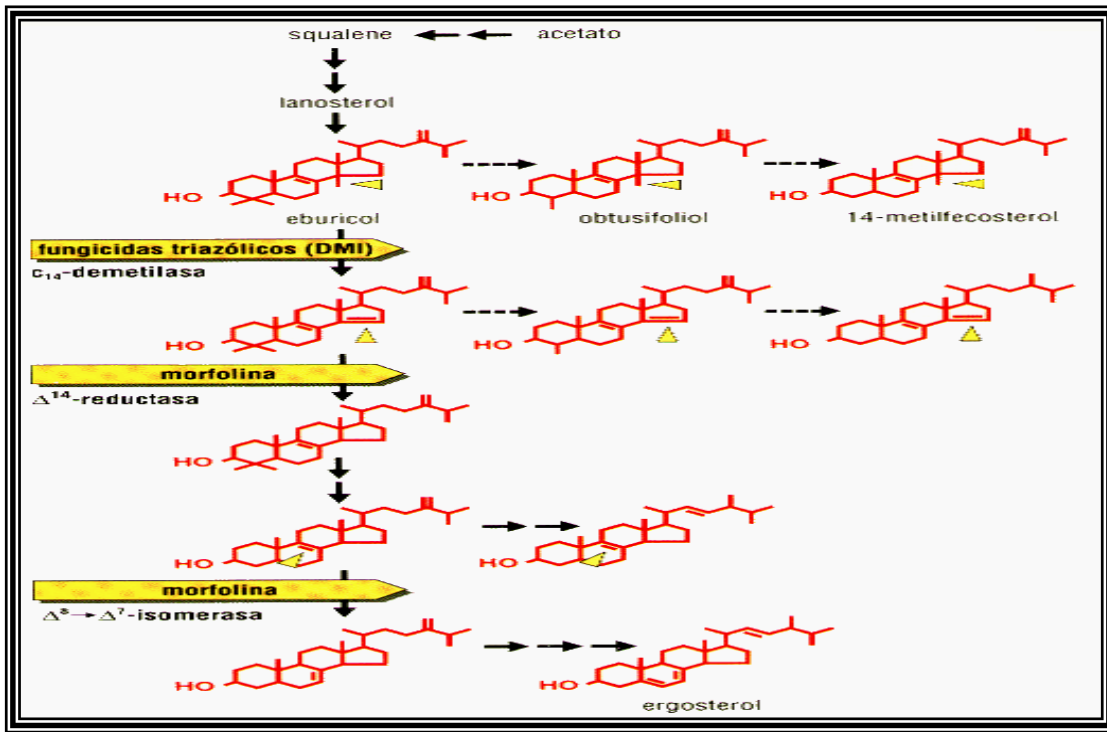 squalene acetato
lanosterol
HO HO HO
eburicol obtusifoliol 14-metilfecosterol
fungicidas triazólicos (DMI)
C₁₄-demetilasa
HO HO HO
morfolina
Δ¹⁴-reductasa
HO
HO HO
morfolina
Δ⁸→Δ⁷-isomerasa
HO HO
ergosterol